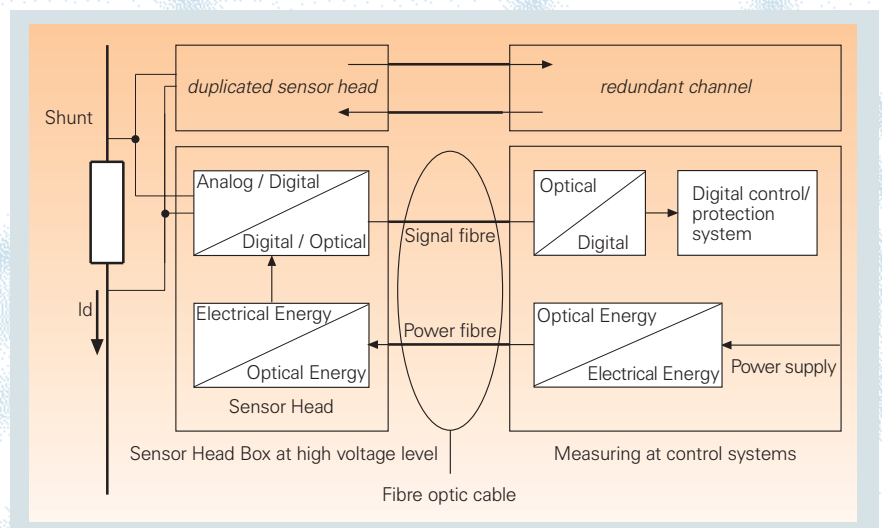 duplicated sensor head
redundant channel
Shunt
Analog / Digital
Digital / Optical
Signal fibre
Optical
Digital
Digital control/
protection
system
Id
Electrical Energy
Optical Energy
Sensor Head
Power fibre
Optical Energy
Electrical Energy
Power supply
Sensor Head Box at high voltage level
Measuring at control systems
Fibre optic cable